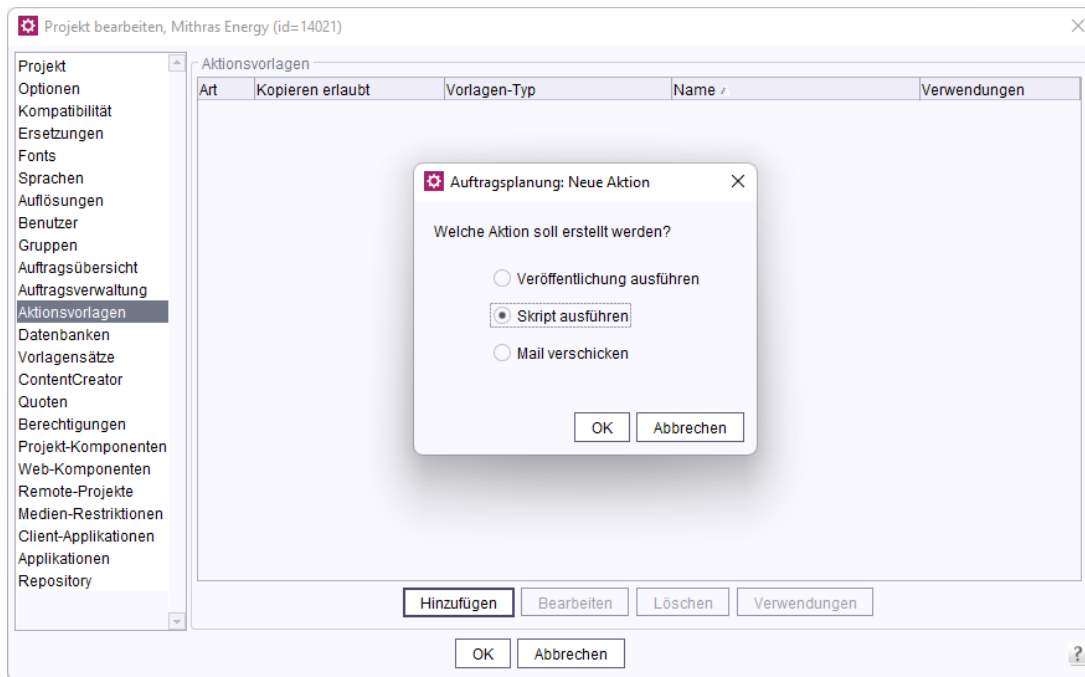 Projekt bearbeiten, Mithras Energy (id=14021)
Projekt
Optionen
Kompatibilität
Ersetzungen
Fonts
Sprachen
Auflösungen
Benutzer
Gruppen
Auftragsübersicht
Auftragsverwaltung
Aktionsvorlagen
Datenbanken
Vorlagensätze
ContentCreator
Quoten
Berechtigungen
Projekt-Komponenten
Web-Komponenten
Remote-Projekte
Medien-Restriktionen
Client-Applikationen
Applikationen
Repository
Aktionsvorlagen
Art Kopieren erlaubt Vorlagen-Typ Name Verwendungen
Auftragsplanung: Neue Aktion
Welche Aktion soll erstellt werden?
Veröffentlichung ausführen
Skript ausführen
Mail verschicken
OK Abbrechen
Hinzufügen Bearbeiten Löschen Verwendungen
OK Abbrechen
?